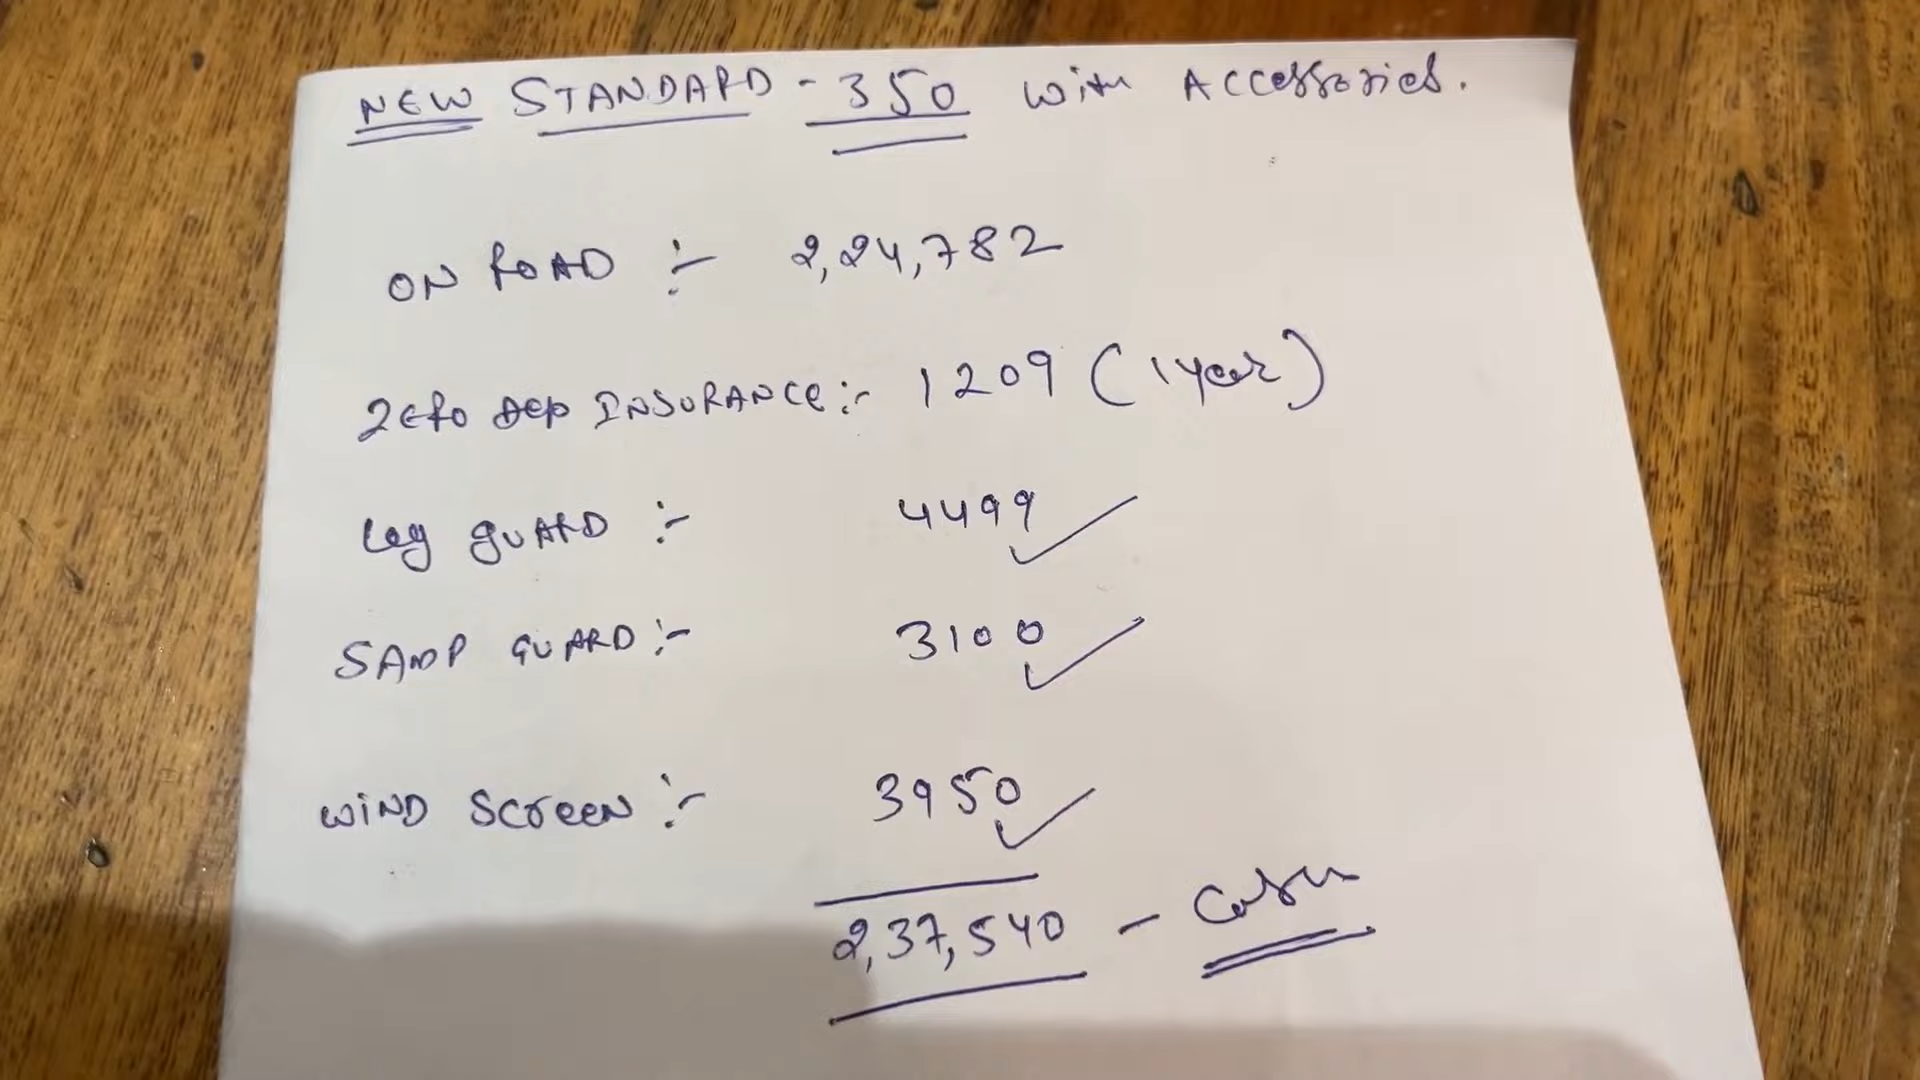 NEW STANDARD - 350 with Accessories.
ON ROAD :- 2,24,782
Zero Dep INSURANCE :- 1209 (1 year)
Leg GUARD :- 4499
SAMP GUARD :- 3100
WIND Screen :- 3950
2,37,540 - Cash